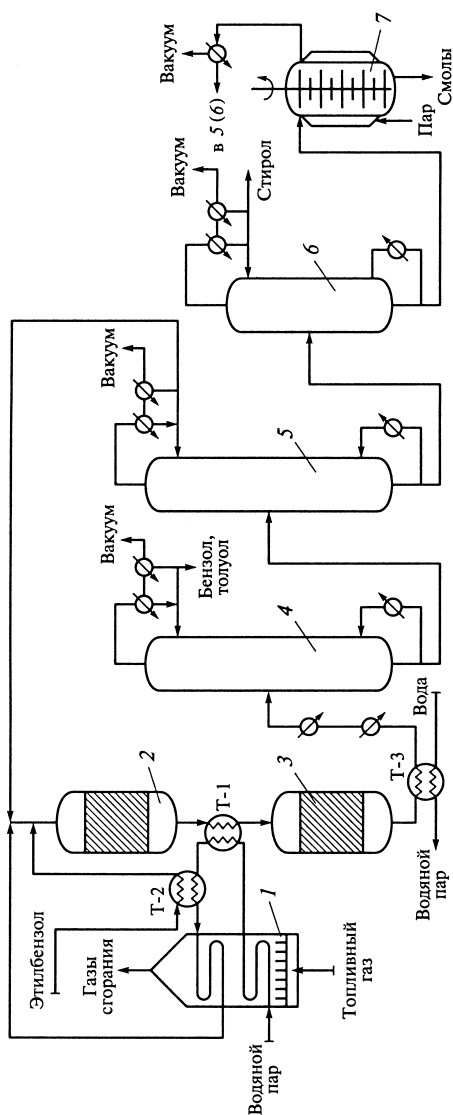 Этилбензол
Газы
сгорания
Водяной
пар
Топливный
газ
1
Т-2
Т-1
2
3
Т-3
Водяной
пар
Вода
Вакуум
Бензол,
толуол
4
Вакуум
5
Вакуум
Стирол
6
Вакуум
в 5 (6)
7
Пар
Смолы